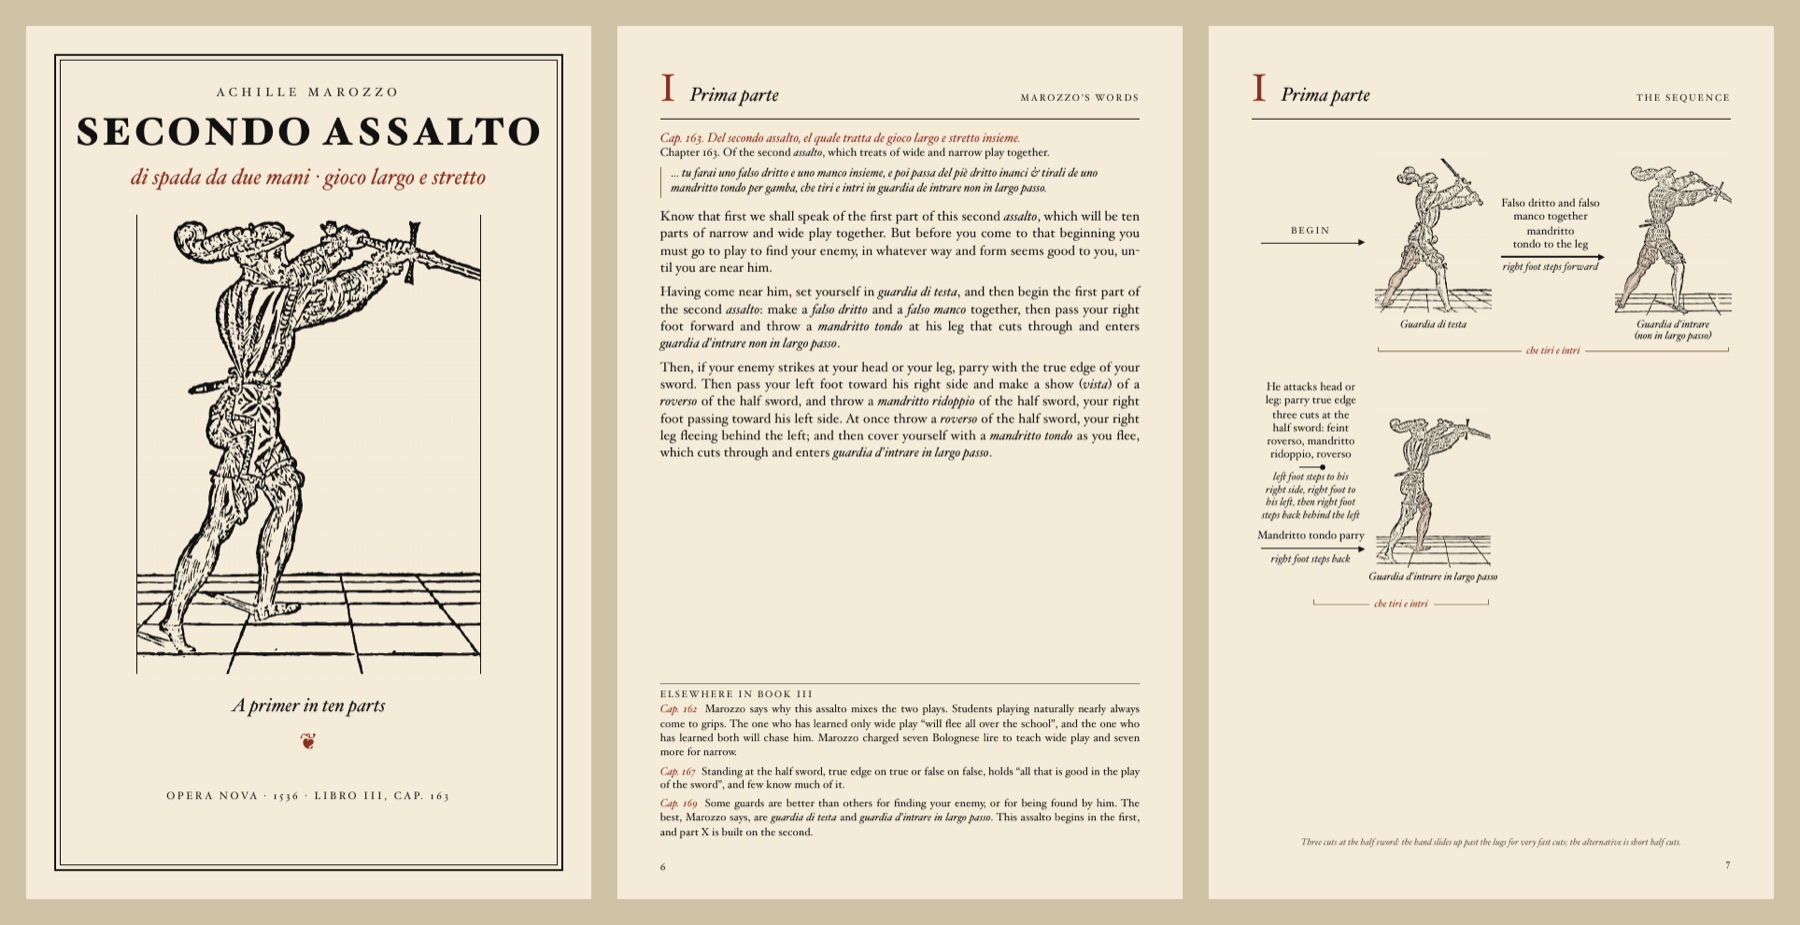 ACHILLE MAROZZO
SECONDO ASSALTO
di spada da due mani · gioco largo e stretto
A primer in ten parts
OPERA NOVA · 1536 · LIBRO III, CAP. 163
I Prima parte
MAROZZO'S WORDS
Cap. 163. Del secondo assalto, el quale tratta de gioco largo e stretto insieme.
Chapter 163. Of the second assalto, which treats of wide and narrow play together.
... tu farai uno falso dritto e uno manco insieme, e poi passa del piè dritto inanci & tirali de uno
mandritto tondo per gamba, che tiri e intri in guardia de intrare non in largo passo.
Know that first we shall speak of the first part of this second assalto, which will be ten
parts of narrow and wide play together. But before you come to that beginning you
must go to play to find your enemy, in whatever way and form seems good to you, un-
til you are near him.
Having come near him, set yourself in guardia di testa, and then begin the first part of
the second assalto: make a falso dritto and a falso manco together, then pass your right
foot forward and throw a mandritto tondo at his leg that cuts through and enters
guardia d'intrare non in largo passo.
Then, if your enemy strikes at your head or your leg, parry with the true edge of your
sword. Then pass your left foot toward his right side and make a show (vista) of a
roverso of the half sword, and throw a mandritto ridoppio of the half sword, your right
foot passing toward his left side. At once throw a roverso of the half sword, your right
leg fleeing behind the left; and then cover yourself with a mandritto tondo as you flee,
which cuts through and enters guardia d'intrare in largo passo.
ELSEWHERE IN BOOK III
Cap. 162 Marozzo says why this assalto mixes the two plays. Students playing naturally nearly always
come to grips. The one who has learned only wide play “will flee all over the school”, and the one who
has learned both will chase him. Marozzo charged seven Bolognese lire to teach wide play and seven
more for narrow.
Cap. 167 Standing at the half sword, true edge on true or false on false, holds “all that is good in the play
of the sword”, and few know much of it.
Cap. 169 Some guards are better than others for finding your enemy, or for being found by him. The
best, Marozzo says, are guardia di testa and guardia d'intrare in largo passo. This assalto begins in the first,
and part X is built on the second.
6
I Prima parte
THE SEQUENCE
BEGIN
Guardia di testa
Falso dritto and falso
manco together
mandritto
tondo to the leg
right foot steps forward
Guardia d'intrare
(non in largo passo)
che tiri e intri
He attacks head or
leg: parry true edge
three cuts at the
half sword: feint
roverso, mandritto
ridoppio, roverso
left foot steps to his
right side, right foot to
his left, then right foot
steps back behind the left
Mandritto tondo parry
right foot steps back
Guardia d'intrare in largo passo
che tiri e intri
Three cuts at the half sword: the hand slides up past the lugs for very fast cuts; the alternative is short half cuts.
7